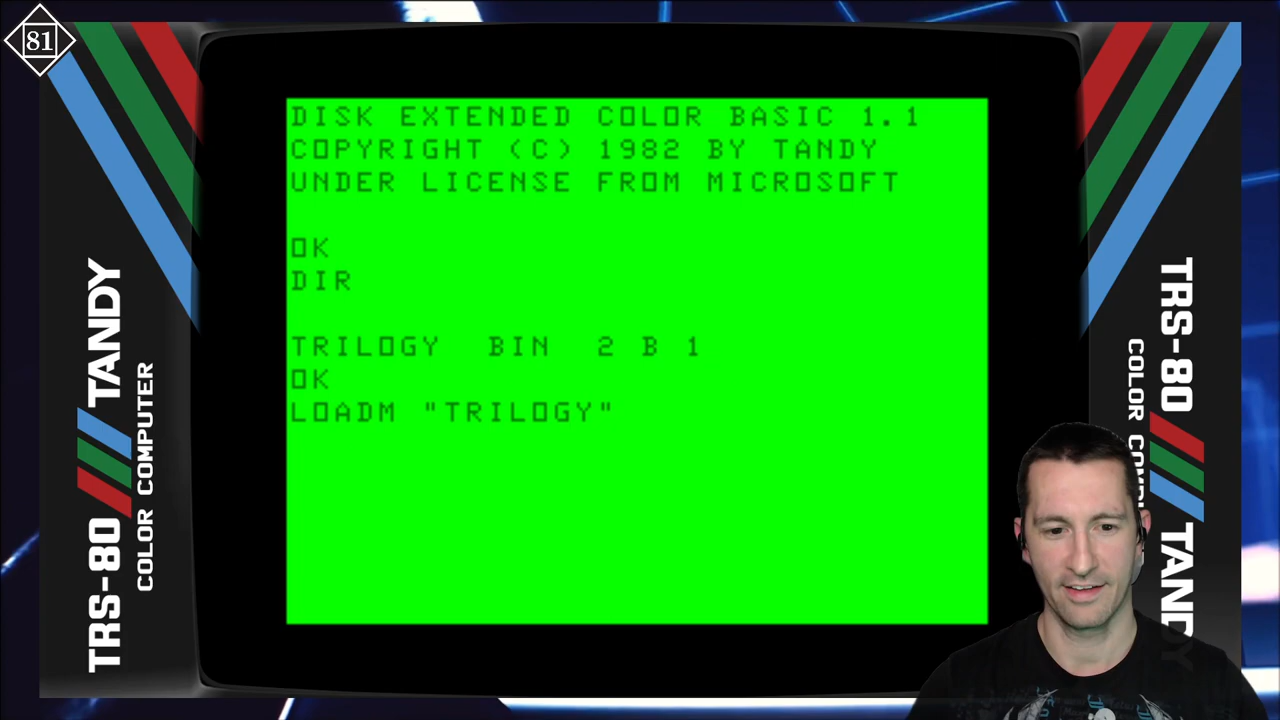 81
DISK EXTENDED COLOR BASIC 1.1
COPYRIGHT (C) 1982 BY TANDY
UNDER LICENSE FROM MICROSOFT
OK
DIR
TRILOGY BIN 2 B 1
OK
LOADM "TRILOGY"
TRS-80 TANDY
COLOR COMPUTER
TRS-80 TANDY
COLOR